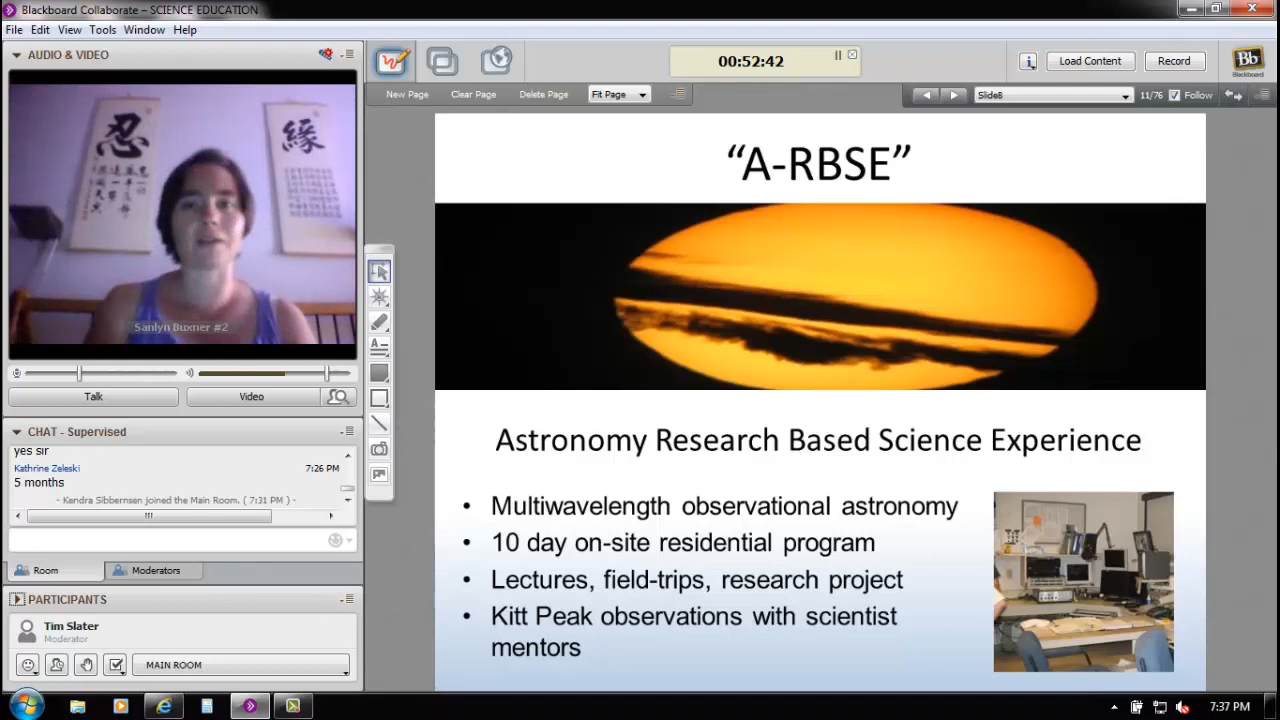 Blackboard Collaborate – SCIENCE EDUCATION
File Edit View Tools Window Help
AUDIO & VIDEO
忍
緣
Sanlyn Buxner #2
Talk
Video
CHAT - Supervised
yes sir
Kathrine Zeleski 7:26 PM
5 months
- Kendra Sibbernsen joined the Main Room. ( 7:31 PM ) -
Room
Moderators
PARTICIPANTS
Tim Slater
Moderator
MAIN ROOM
00:52:42
Load Content
Record
Bb
Blackboard
New Page Clear Page Delete Page Fit Page
Slide8
11/76
Follow
“A-RBSE”
Astronomy Research Based Science Experience
• Multiwavelength observational astronomy
• 10 day on-site residential program
• Lectures, field-trips, research project
• Kitt Peak observations with scientist
mentors
7:37 PM